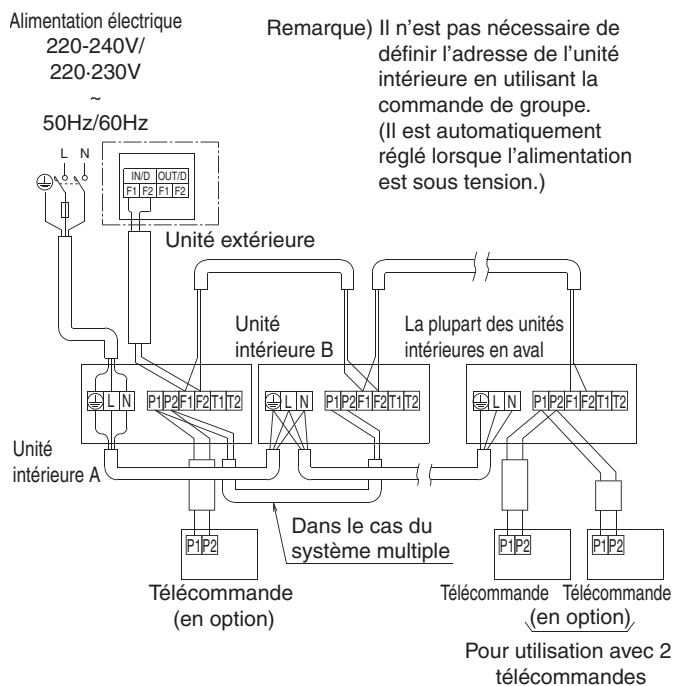 Alimentation électrique
220-240V/
220·230V
~
50Hz/60Hz
Remarque) Il n'est pas nécessaire de
définir l'adresse de l'unité
intérieure en utilisant la
commande de groupe.
(Il est automatiquement
réglé lorsque l'alimentation
est sous tension.)
L N
IN/D OUT/D
F1 F2 F1 F2
Unité extérieure
Unité
intérieure B
La plupart des unités
intérieures en aval
L N P1 P2 F1 F2 T1 T2
L N P1 P2 F1 F2 T1 T2
L N P1 P2 F1 F2 T1 T2
Unité
intérieure A
Dans le cas du
système multiple
P1 P2
P1 P2
P1 P2
Télécommande
(en option)
Télécommande Télécommande
(en option)
Pour utilisation avec 2
télécommandes